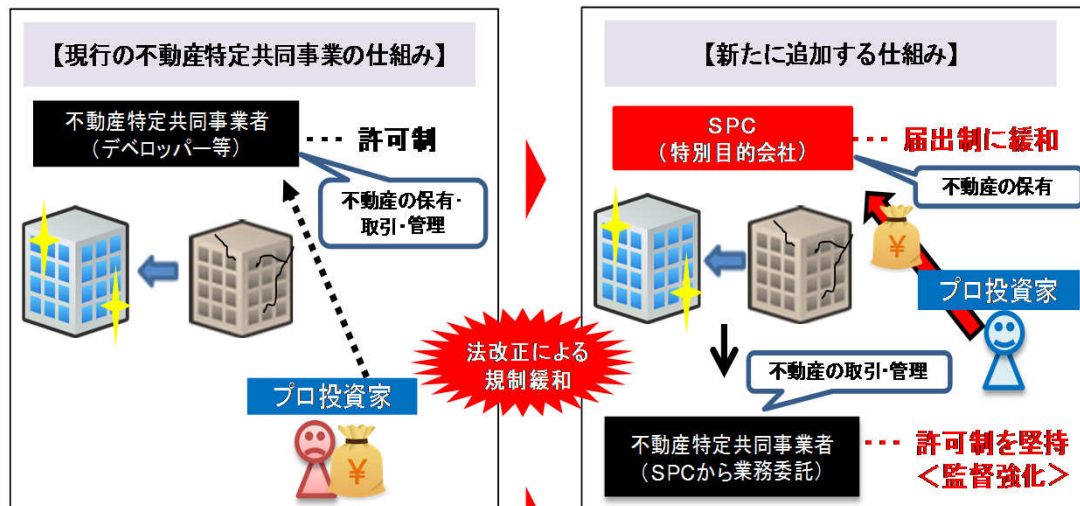 【現行の不動産特定共同事業の仕組み】
不動産特定共同事業者
(デベロッパー等)
･･･ 許可制
不動産の保有･
取引･管理
プロ投資家
¥
法改正による
規制緩和
【新たに追加する仕組み】
SPC
(特別目的会社)
･･･ 届出制に緩和
不動産の保有
¥
プロ投資家
不動産の取引･管理
不動産特定共同事業者
(SPCから業務委託)
･･･ 許可制を堅持
<監督強化>